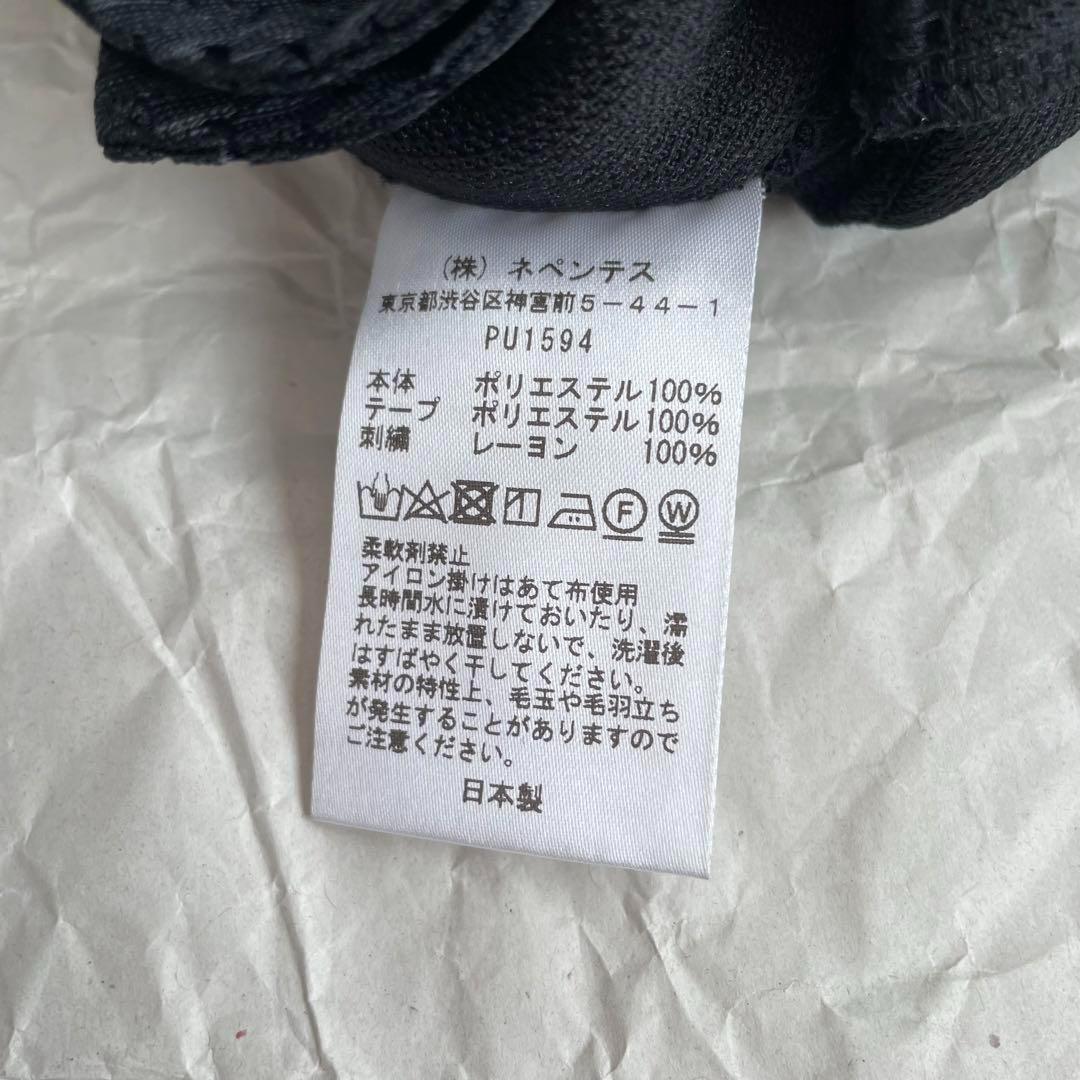 (株) ネペンテス
東京都渋谷区神宮前5-44-1
PU1594
本体 ポリエステル100%
テープ ポリエステル100%
刺繍 レーヨン 100%
F W
柔軟剤禁止
アイロン掛けはあて布使用
長時間水に漬けておいたり、濡
れたまま放置しないで、洗濯後
はすばやく干してください。
素材の特性上、毛玉や毛羽立ち
が発生することがありますので
ご注意ください。
日本製